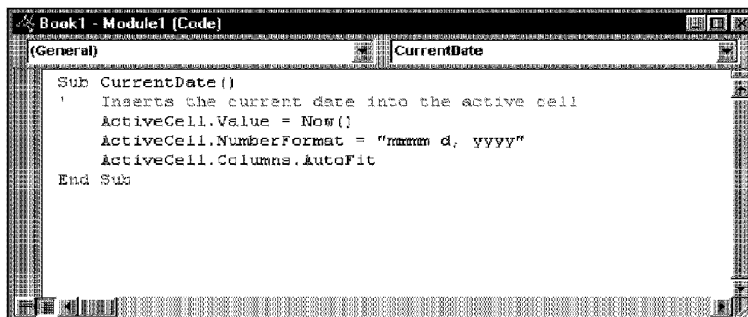 Book1 - Module1 (Code)
(General) CurrentDate
Sub CurrentDate()
' Inserts the current date into the active cell
ActiveCell.Value = Now()
ActiveCell.NumberFormat = "mmmm d, yyyy"
ActiveCell.Columns.AutoFit
End Sub